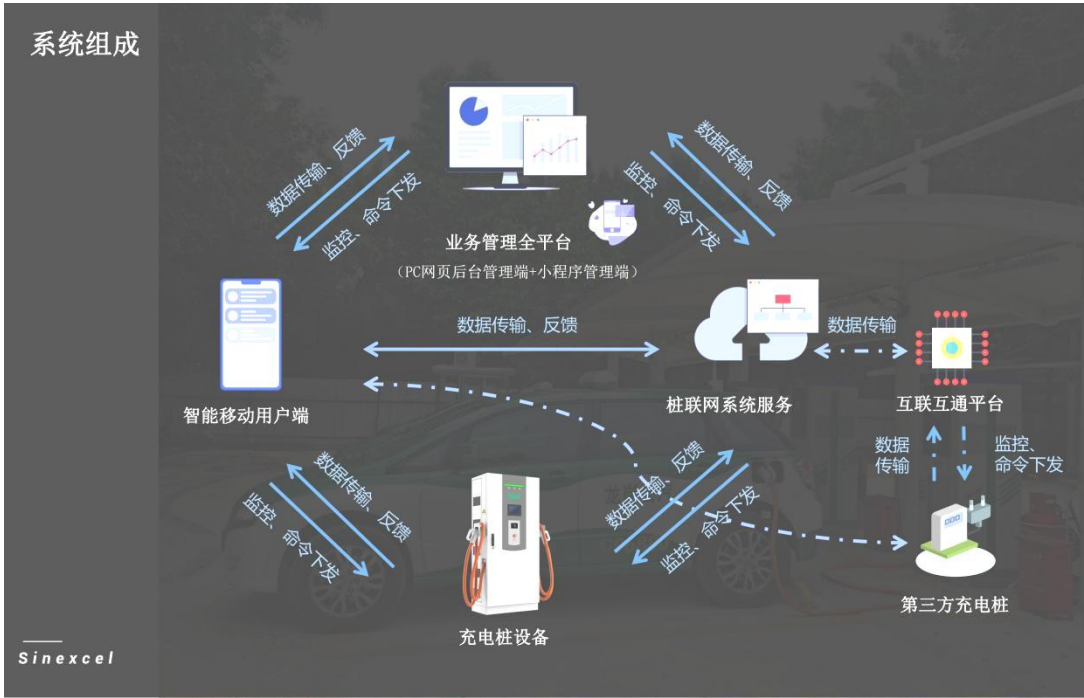 系统组成
数据传输、反馈
监控、命令下发
数据传输、反馈
监控、命令下发
业务管理全平台
（PC网页后台管理端+小程序管理端）
数据传输、反馈
数据传输
智能移动用户端
桩联网系统服务
互联互通平台
数据
传输
监控、
命令下发
数据传输、反馈
监控、命令下发
数据传输、反馈
监控、命令下发
充电桩设备
第三方充电桩
Sinexcel